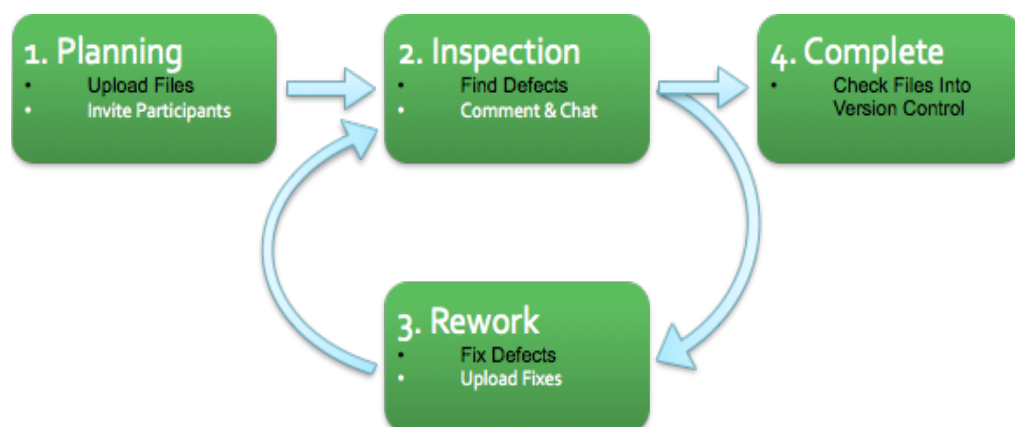 1. Planning
• Upload Files
• Invite Participants
2. Inspection
• Find Defects
• Comment & Chat
4. Complete
• Check Files Into
Version Control
3. Rework
• Fix Defects
• Upload Fixes